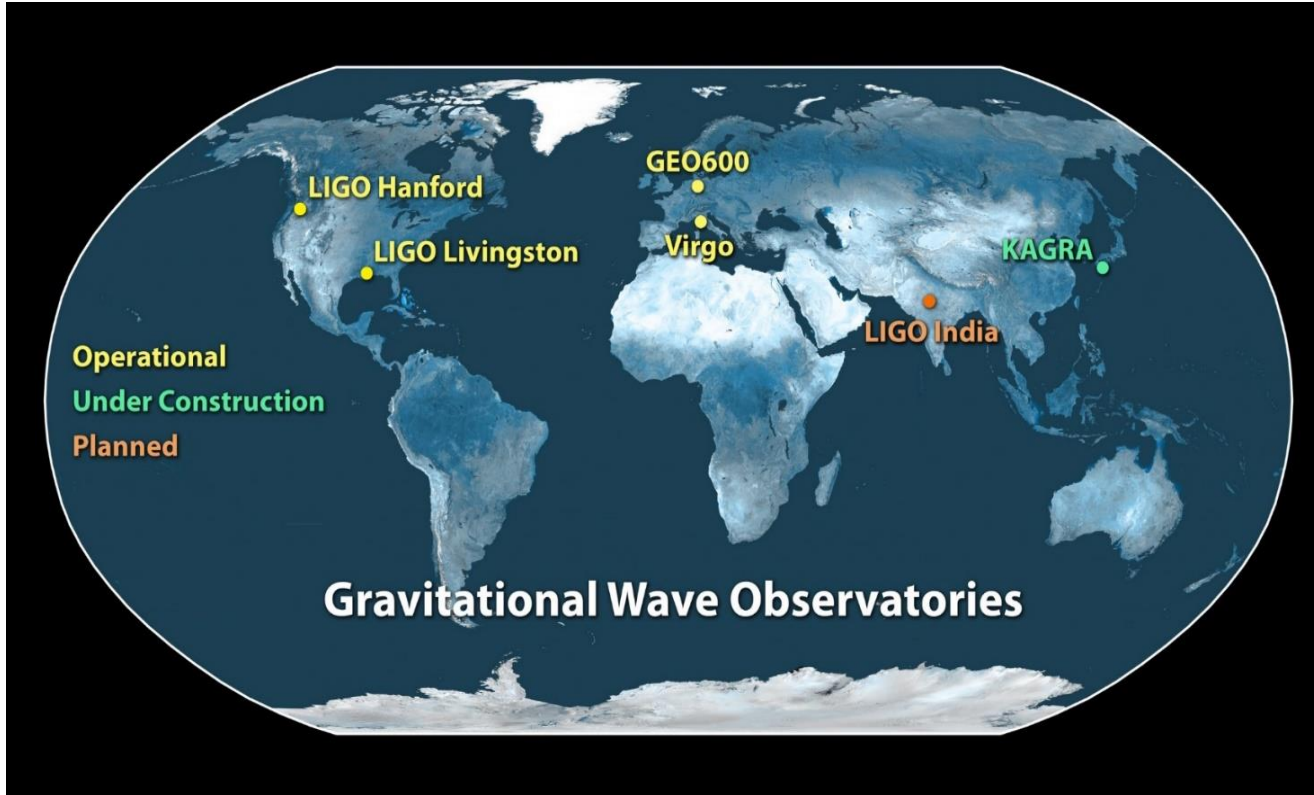 GEO600
LIGO Hanford
Virgo
KAGRA
LIGO Livingston
LIGO India
Operational
Under Construction
Planned
Gravitational Wave Observatories